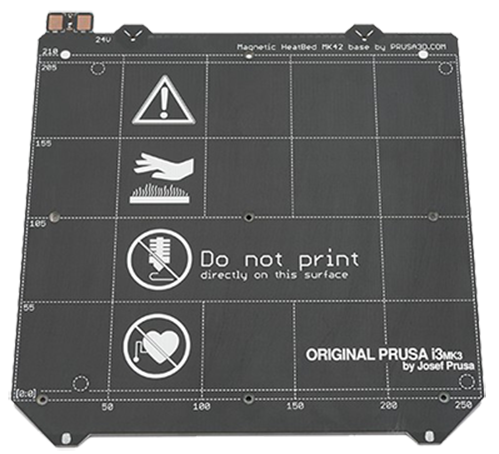 24V
Magnetic HeatBed MK42 base by PRUSA3D.COM
210
205
155
105
Do not print
directly on this surface
55
ORIGINAL PRUSA i3MK3
by Josef Prusa
[0:0]
50
100
150
200
250